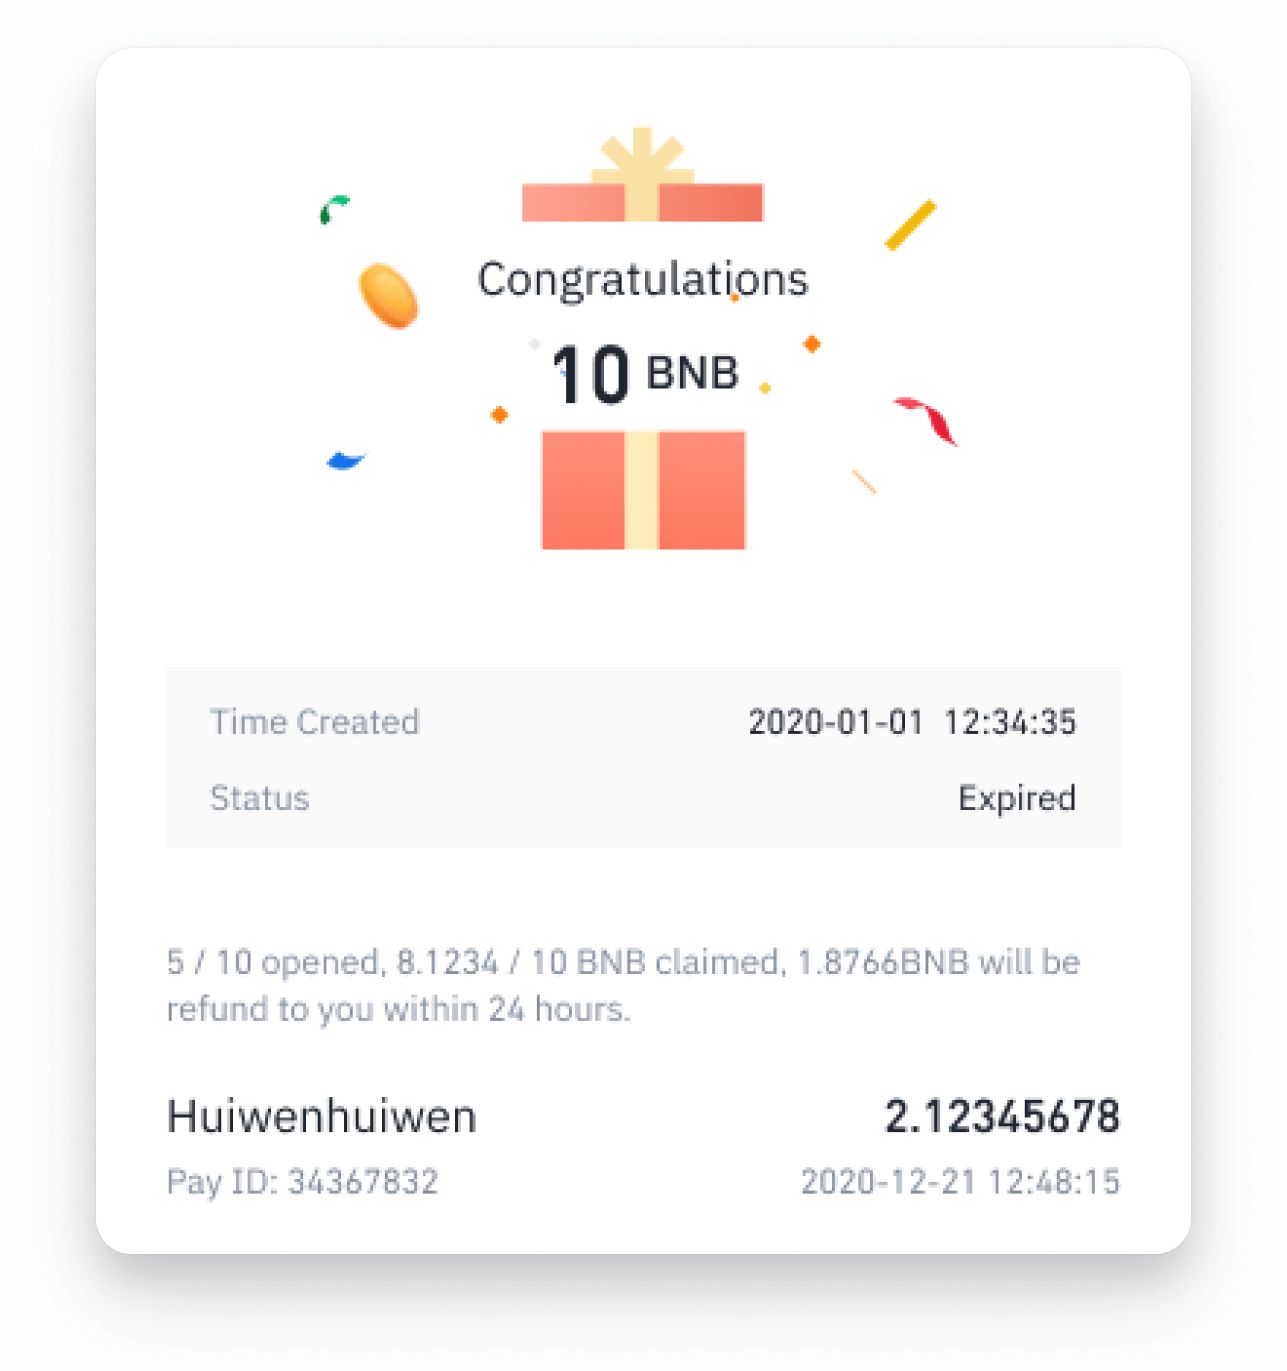 Congratulations
10 BNB
Time Created 2020-01-01 12:34:35
Status Expired
5 / 10 opened, 8.1234 / 10 BNB claimed, 1.8766BNB will be
refund to you within 24 hours.
Huiwenhuiwen 2.12345678
Pay ID: 34367832 2020-12-21 12:48:15